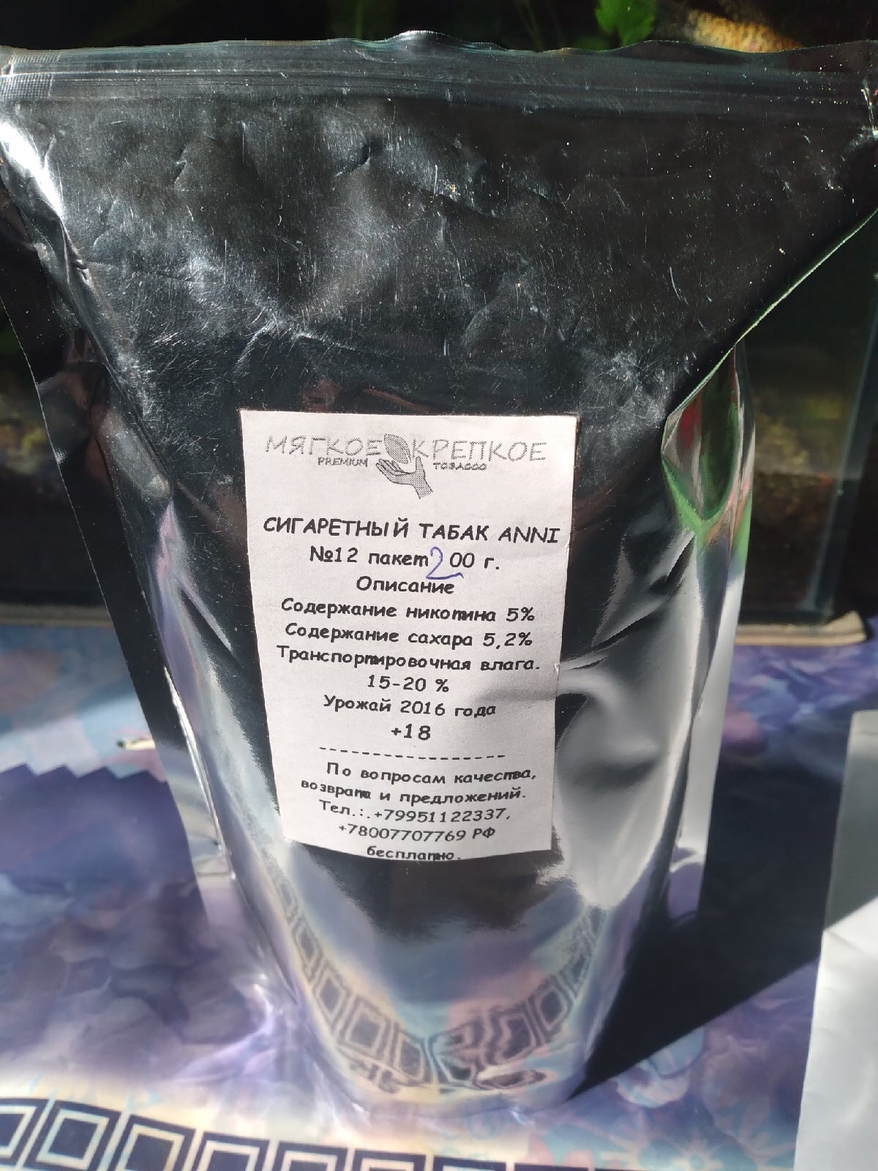 МЯГКОЕ КРЕПКОЕ
PREMIUM TOBACCO
СИГАРЕТНЫЙ ТАБАК ANNI
№12 пакет 200 г.
Описание
Содержание никотина 5%
Содержание сахара 5,2%
Транспортировочная влага.
15-20 %
Урожай 2016 года
+18
--------------------
По вопросам качества,
возврата и предложений.
Тел.:.+79951122337,
+78007707769 РФ
бесплатно.